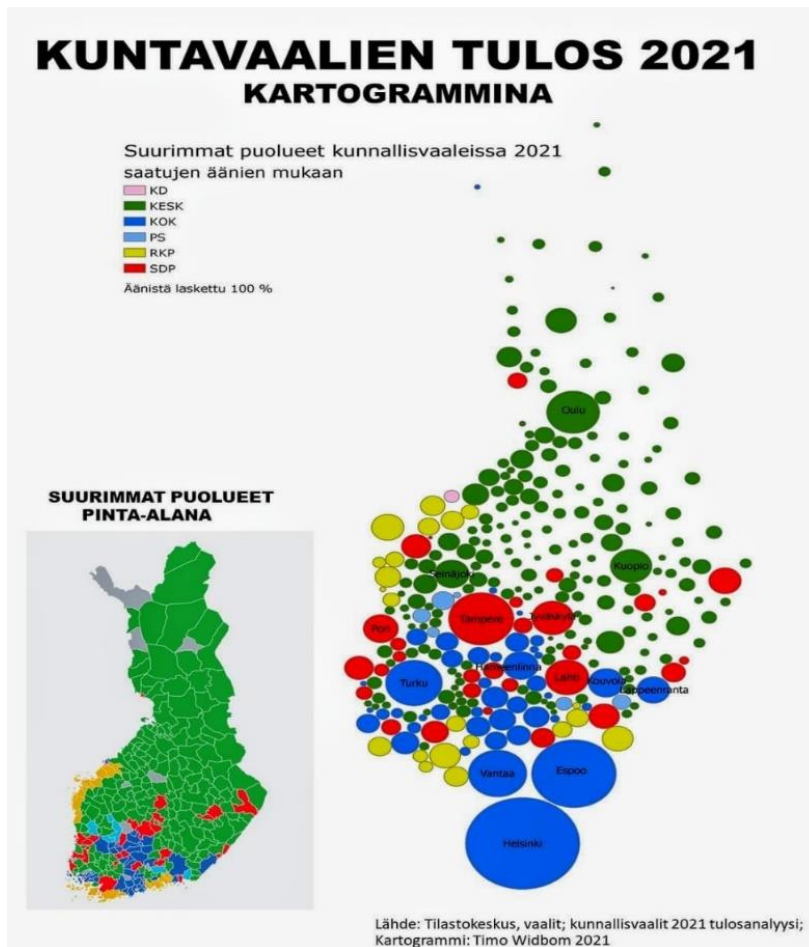 KUNTAVAALIEN TULOS 2021
KARTOGRAMMINA
Suurimmat puolueet kunnallisvaaleissa 2021
saatujen äänien mukaan
KD
KESK
KOK
PS
RKP
SDP
Äänistä laskettu 100 %
Oulu
SUURIMMAT PUOLUEET
PINTA-ALANA
Kuopio
Seinäjoki
Tampere
Jyväskylä
Pori
Hämeenlinna
Lahti
Turku
Kouvola
Lappeenranta
Vantaa
Espoo
Helsinki
Lähde: Tilastokeskus, vaalit; kunnallisvaalit 2021 tulosanalyysi;
Kartogrammi: Timo Widbom 2021